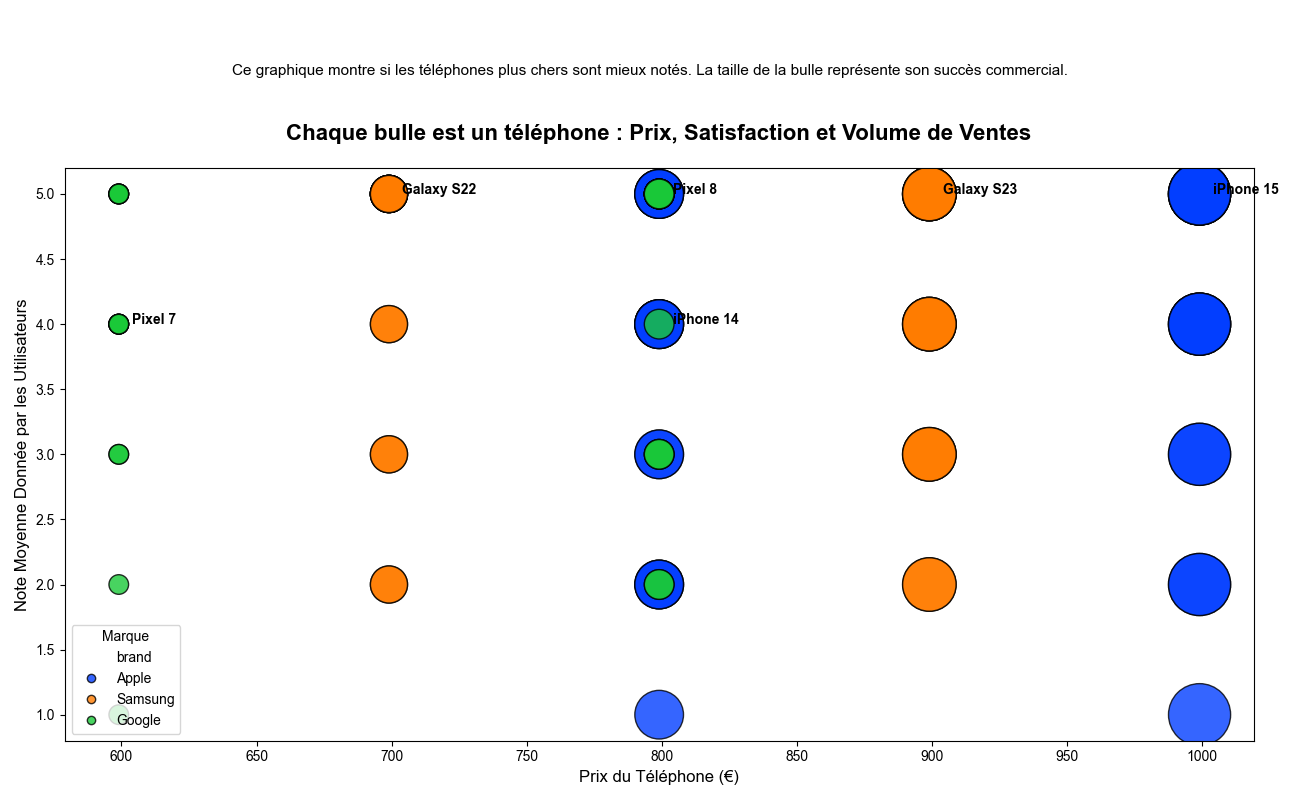 Ce graphique montre si les téléphones plus chers sont mieux notés. La taille de la bulle représente son succès commercial.
Chaque bulle est un téléphone : Prix, Satisfaction et Volume de Ventes
Note Moyenne Donnée par les Utilisateurs
5.0
4.5
4.0
3.5
3.0
2.5
2.0
1.5
1.0
Galaxy S22
Pixel 8
Galaxy S23
iPhone 15
Pixel 7
iPhone 14
Marque
brand
Apple
Samsung
Google
600
650
700
750
800
850
900
950
1000
Prix du Téléphone (€)